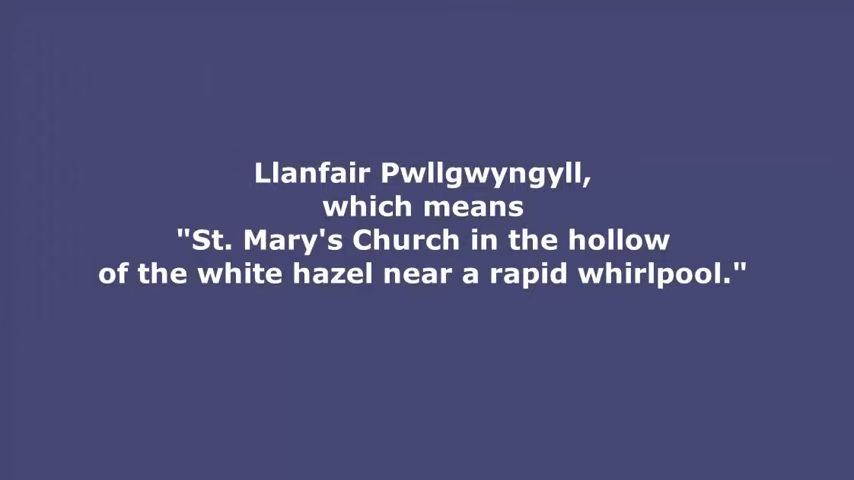 Llanfair Pwllgwyngyll,
which means
"St. Mary's Church in the hollow
of the white hazel near a rapid whirlpool."